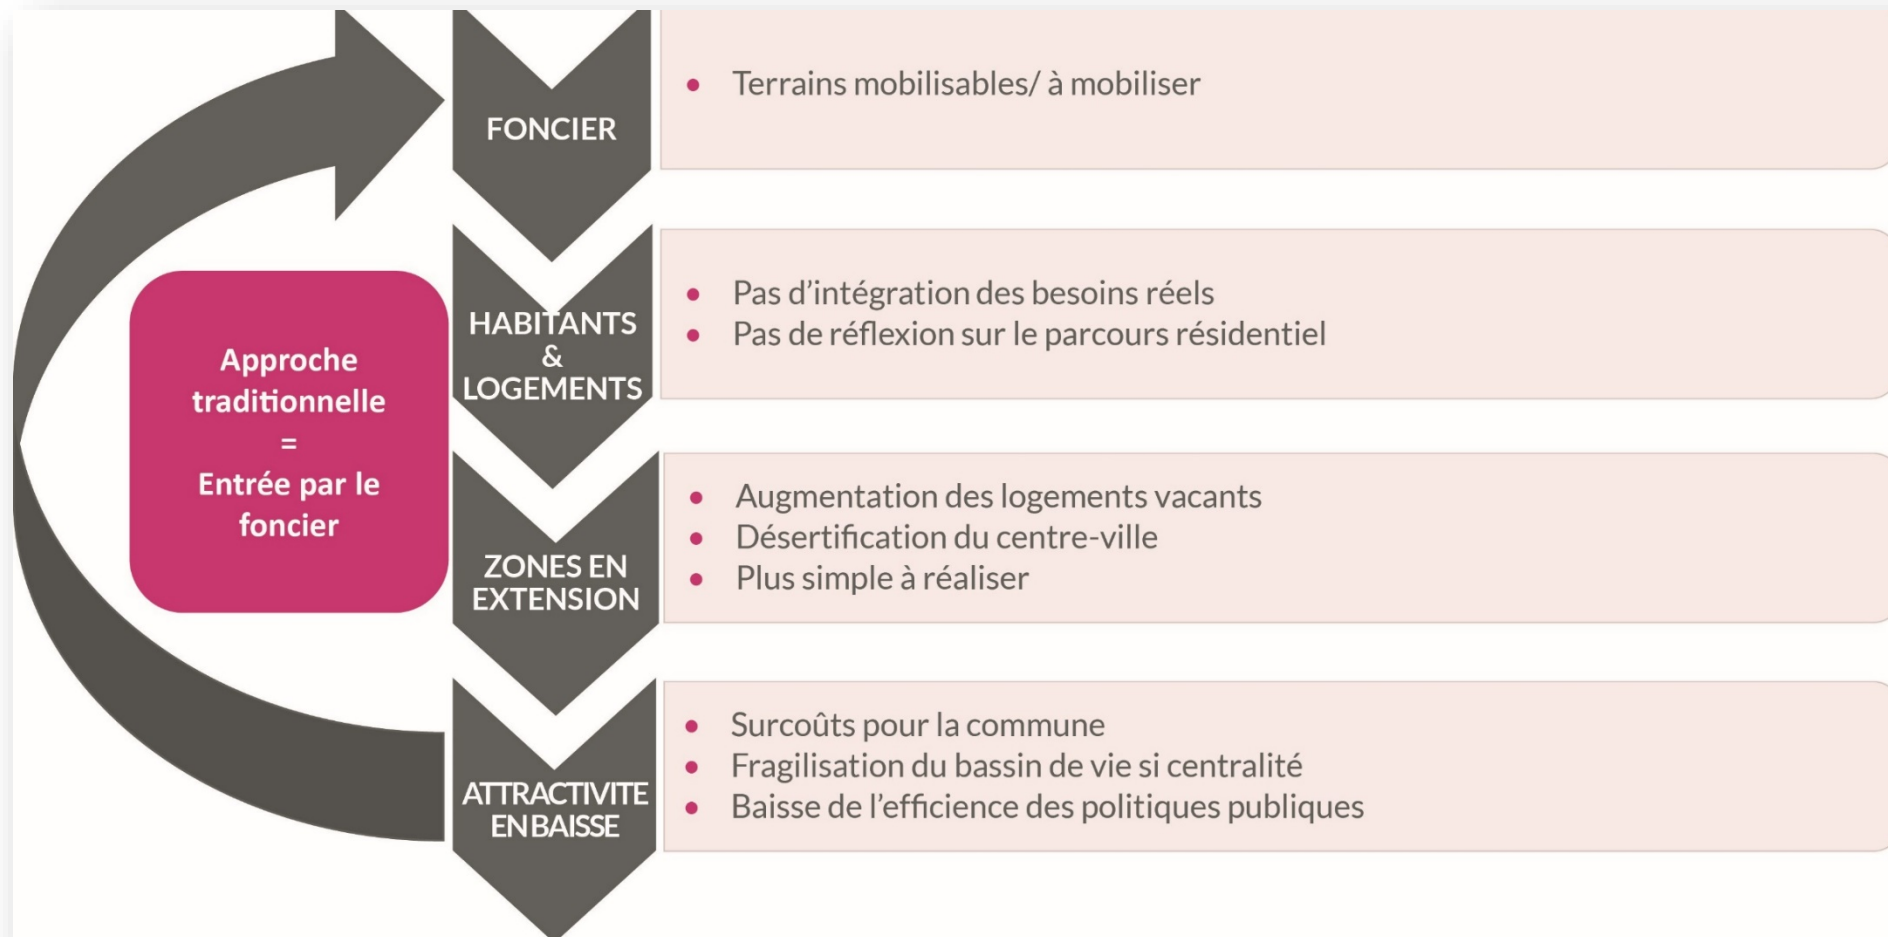 FONCIER
Terrains mobilisables/ à mobiliser
Approche
traditionnelle
=
Entrée par le
foncier
HABITANTS
&
LOGEMENTS
Pas d’intégration des besoins réels
Pas de réflexion sur le parcours résidentiel
ZONES EN
EXTENSION
Augmentation des logements vacants
Désertification du centre-ville
Plus simple à réaliser
ATTRACTIVITE
EN BAISSE
Surcoûts pour la commune
Fragilisation du bassin de vie si centralité
Baisse de l’efficience des politiques publiques